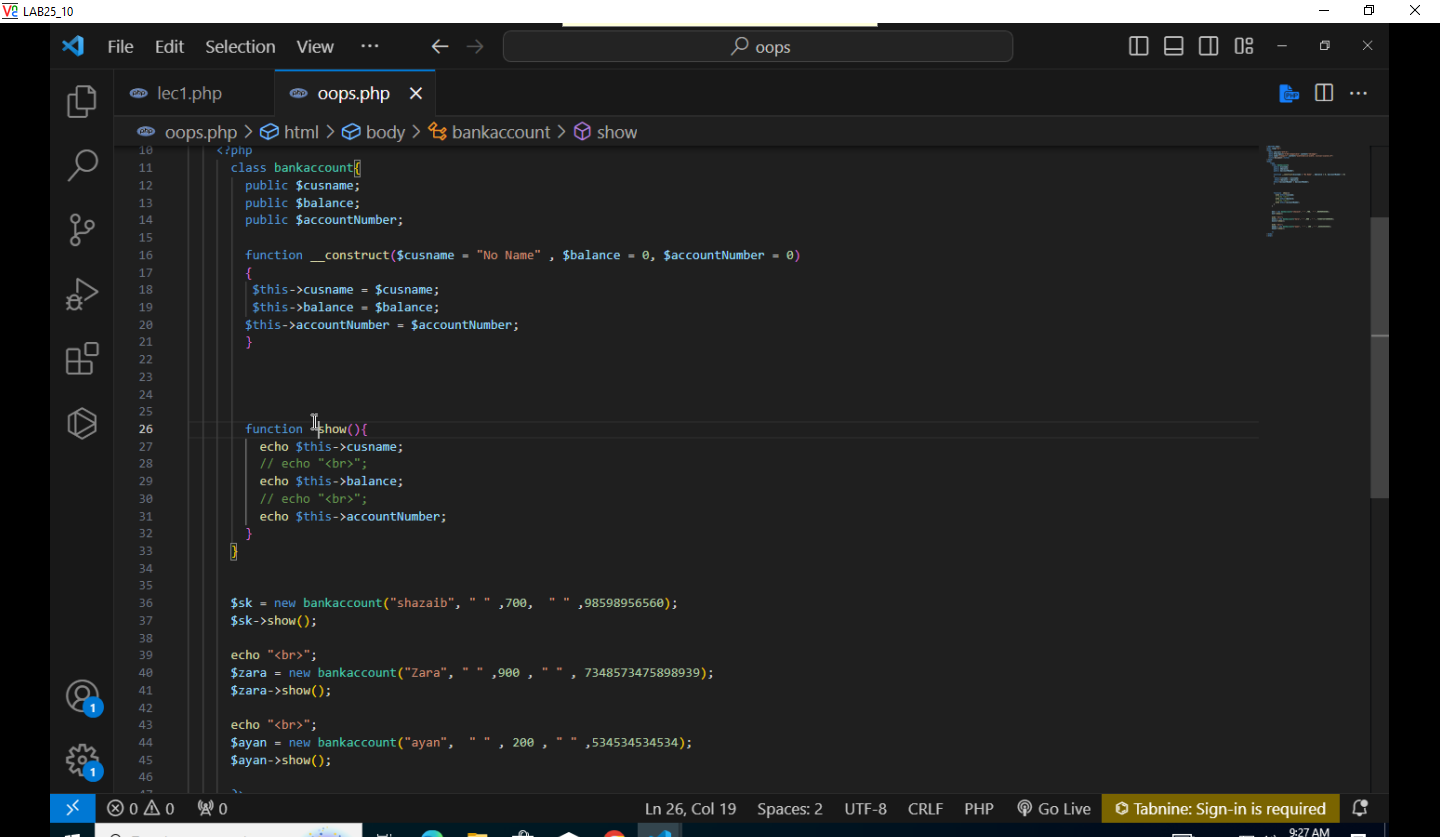 LAB25_10
File Edit Selection View ··· oops
lec1.php oops.php
oops.php > html > body > bankaccount > show
10 <?php
11 class bankaccount{
12 public $cusname;
13 public $balance;
14 public $accountNumber;
15
16 function __construct($cusname = "No Name" , $balance = 0, $accountNumber = 0)
17 {
18 $this->cusname = $cusname;
19 $this->balance = $balance;
20 $this->accountNumber = $accountNumber;
21 }
22
23
24
25
26 function show(){
27 echo $this->cusname;
28 // echo "<br>";
29 echo $this->balance;
30 // echo "<br>";
31 echo $this->accountNumber;
32 }
33 }
34
35
36 $sk = new bankaccount("shazaib", " " ,700, " " ,98598956560);
37 $sk->show();
38
39 echo "<br>";
40 $zara = new bankaccount("Zara", " " ,900 , " " , 7348573475898939);
41 $zara->show();
42
43 echo "<br>";
44 $ayan = new bankaccount("ayan", " " , 200 , " " ,534534534534);
45 $ayan->show();
46
1
1
0 0 0 Ln 26, Col 19 Spaces: 2 UTF-8 CRLF PHP Go Live Tabnine: Sign-in is required
9:27 AM